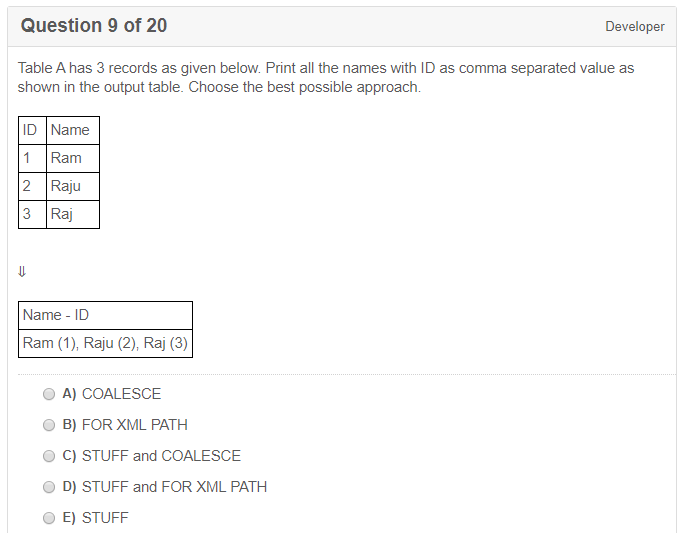 Question 9 of 20 Developer
Table A has 3 records as given below. Print all the names with ID as comma separated value as
shown in the output table. Choose the best possible approach.
ID Name
1 Ram
2 Raju
3 Raj
⇓
Name - ID
Ram (1), Raju (2), Raj (3)
A) COALESCE
B) FOR XML PATH
C) STUFF and COALESCE
D) STUFF and FOR XML PATH
E) STUFF